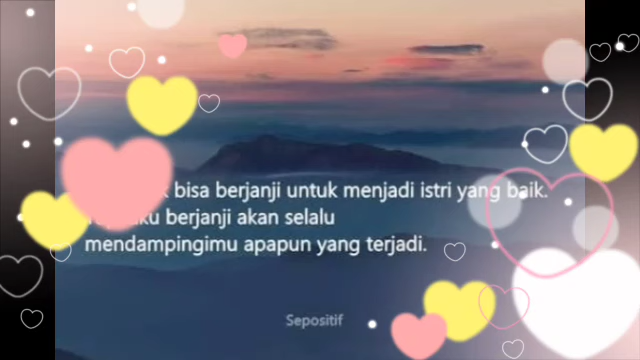 bisa berjanji untuk menjadi istri yang baik.
berjanji akan selalu
mendampingimu apapun yang terjadi.
Sepositif